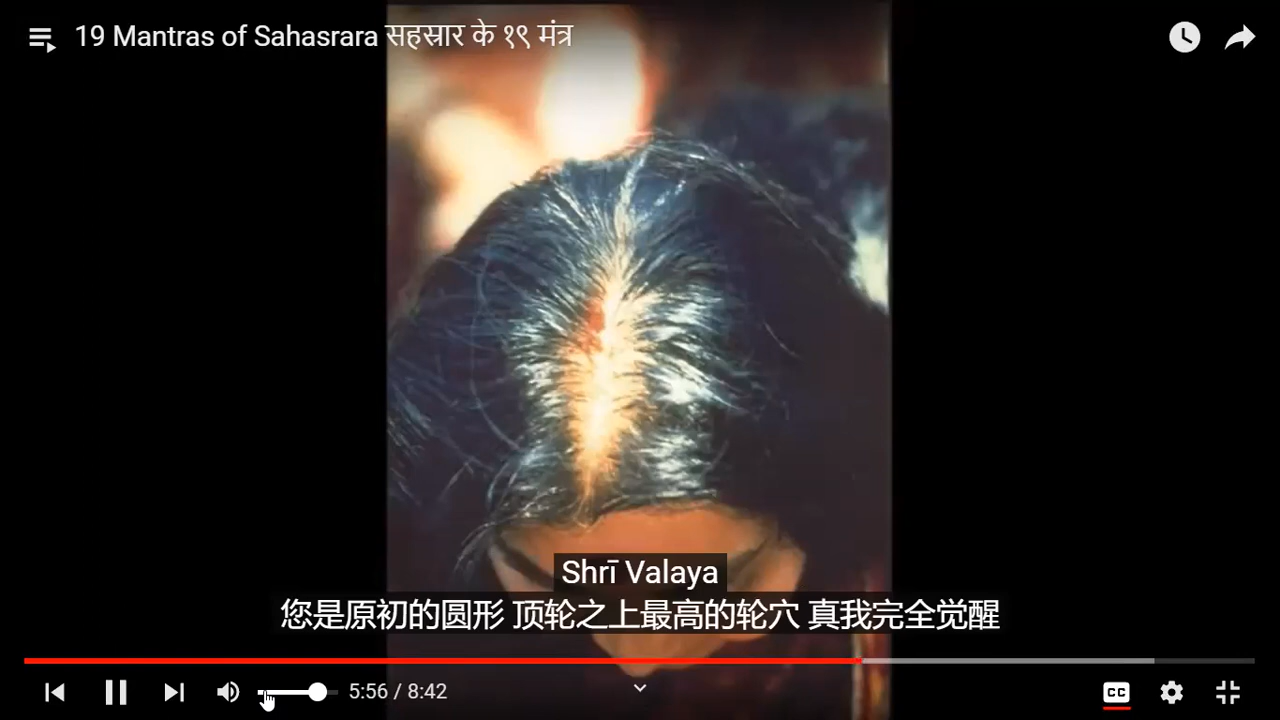 19 Mantras of Sahasrara सहस्रार के १९ मंत्र
Shrī Valaya
您是原初的圆形 顶轮之上最高的轮穴 真我完全觉醒
5:56 / 8:42
CC